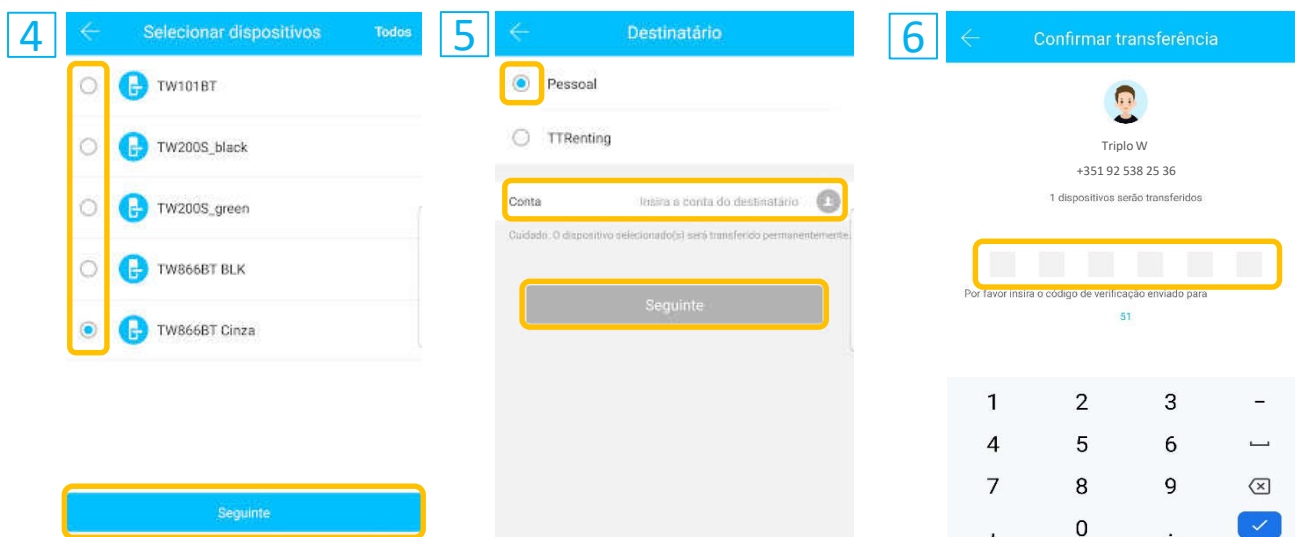 4
Selecionar dispositivos
Todos
TW101BT
TW200S_black
TW200S_green
TW866BT BLK
TW866BT Cinza
Seguinte
5
Destinatário
Pessoal
TTRenting
Conta
Insira a conta do destinatário
Cuidado. O dispositivo selecionado(s) será transferido permanentemente.
Seguinte
6
Confirmar transferência
Triplo W
+351 92 538 25 36
1 dispositivos serão transferidos
Por favor insira o código de verificação enviado para
51
1 2 3 -
4 5 6
7 8 9
, 0 .